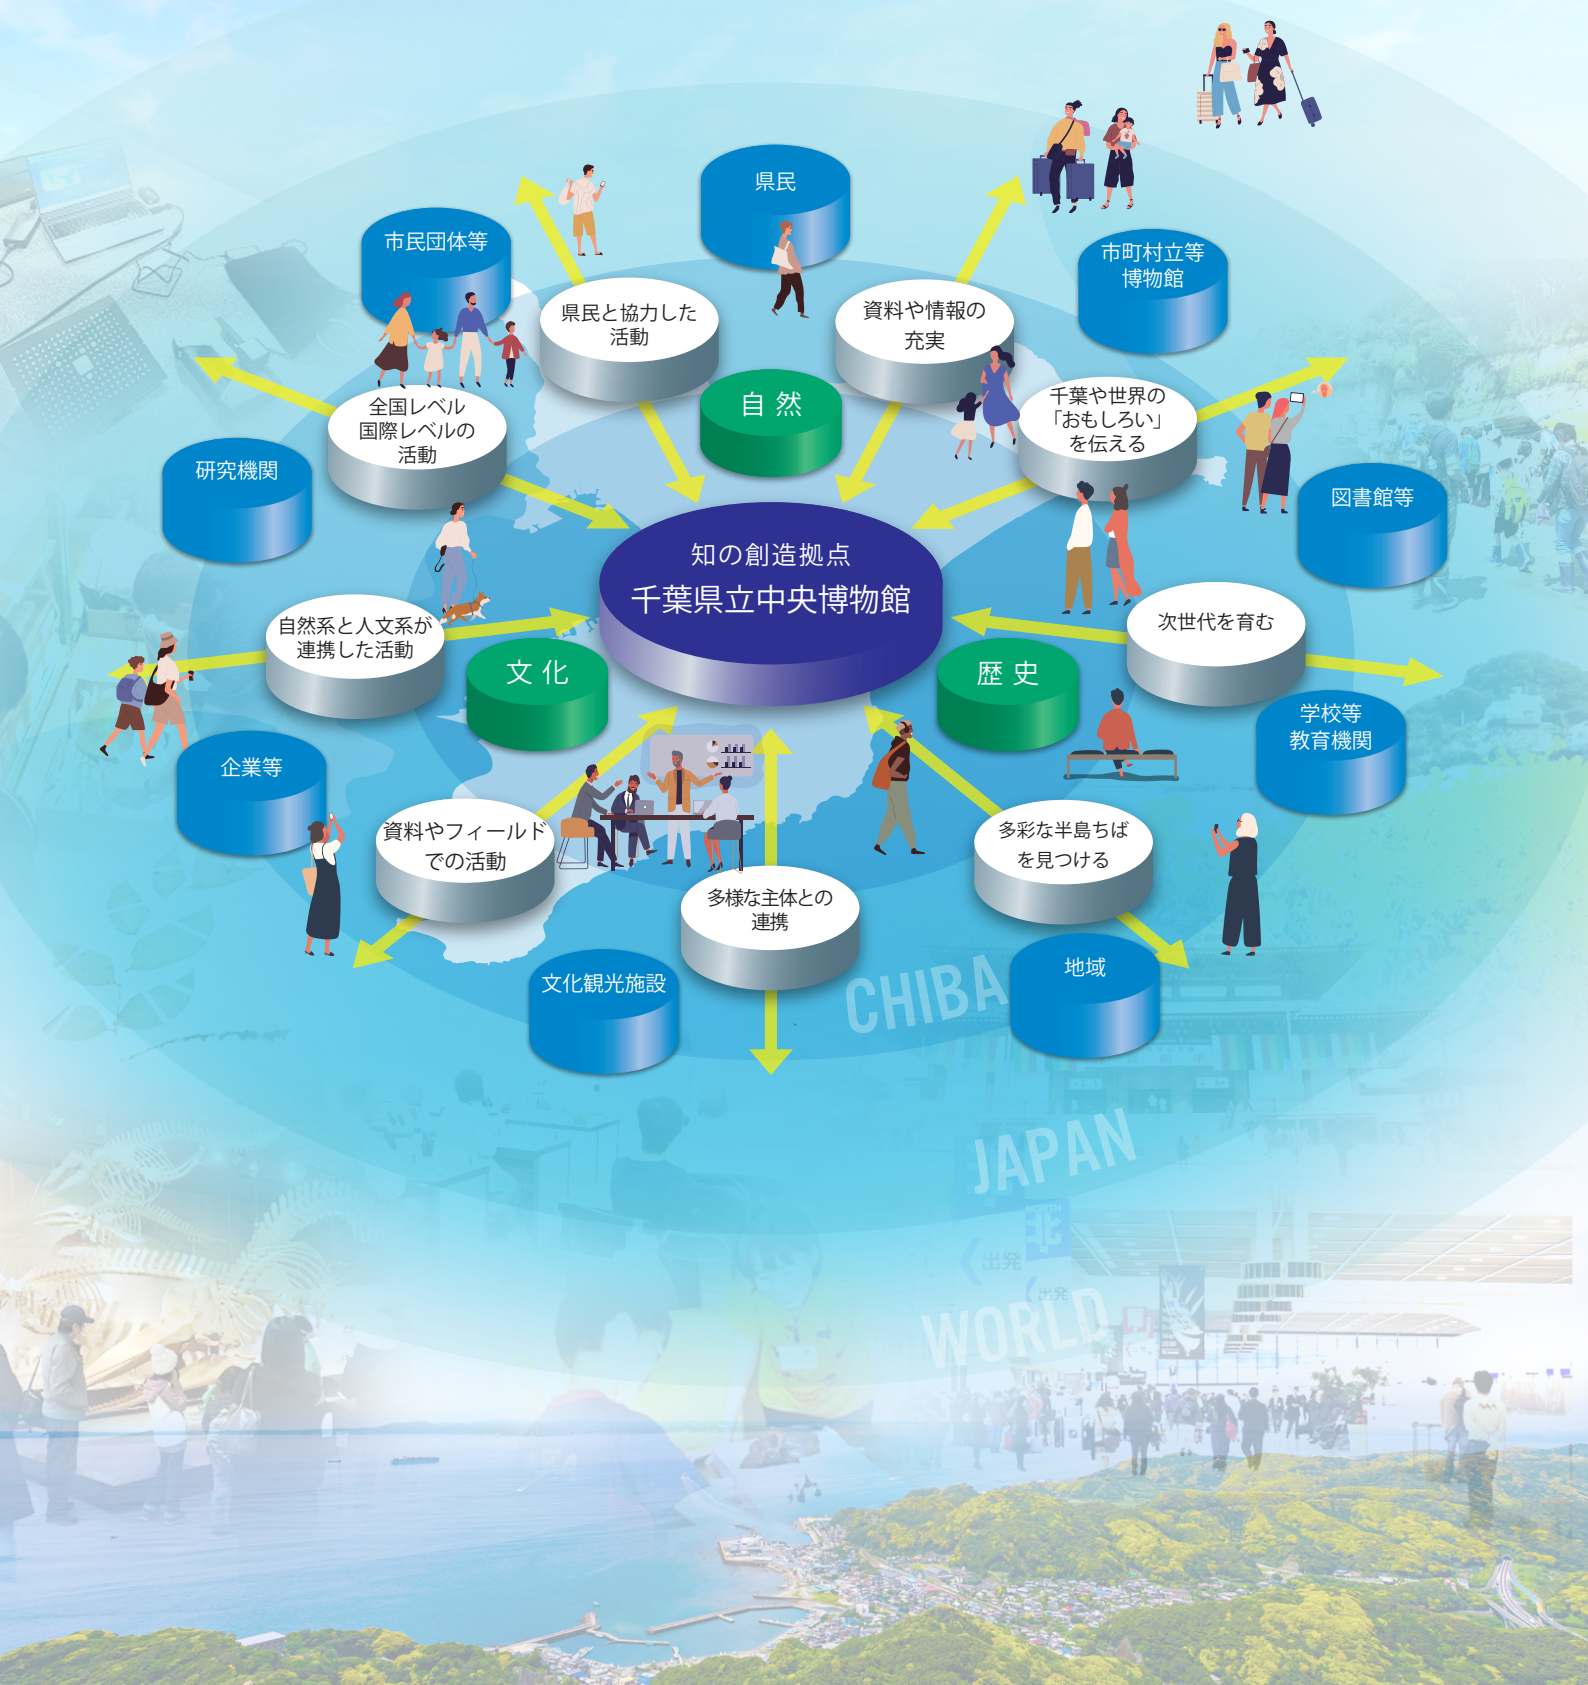 県民
市民団体等
市町村立等
博物館
県民と協力した
活動
資料や情報の
充実
自然
全国レベル
国際レベルの
活動
千葉や世界の
「おもしろい」
を伝える
研究機関
図書館等
知の創造拠点
千葉県立中央博物館
自然系と人文系が
連携した活動
次世代を育む
文化
歴史
学校等
教育機関
企業等
資料やフィールド
での活動
多彩な半島ちば
を見つける
多様な主体との
連携
文化観光施設
地域
CHIBA
JAPAN
北
出発
出発
WORLD